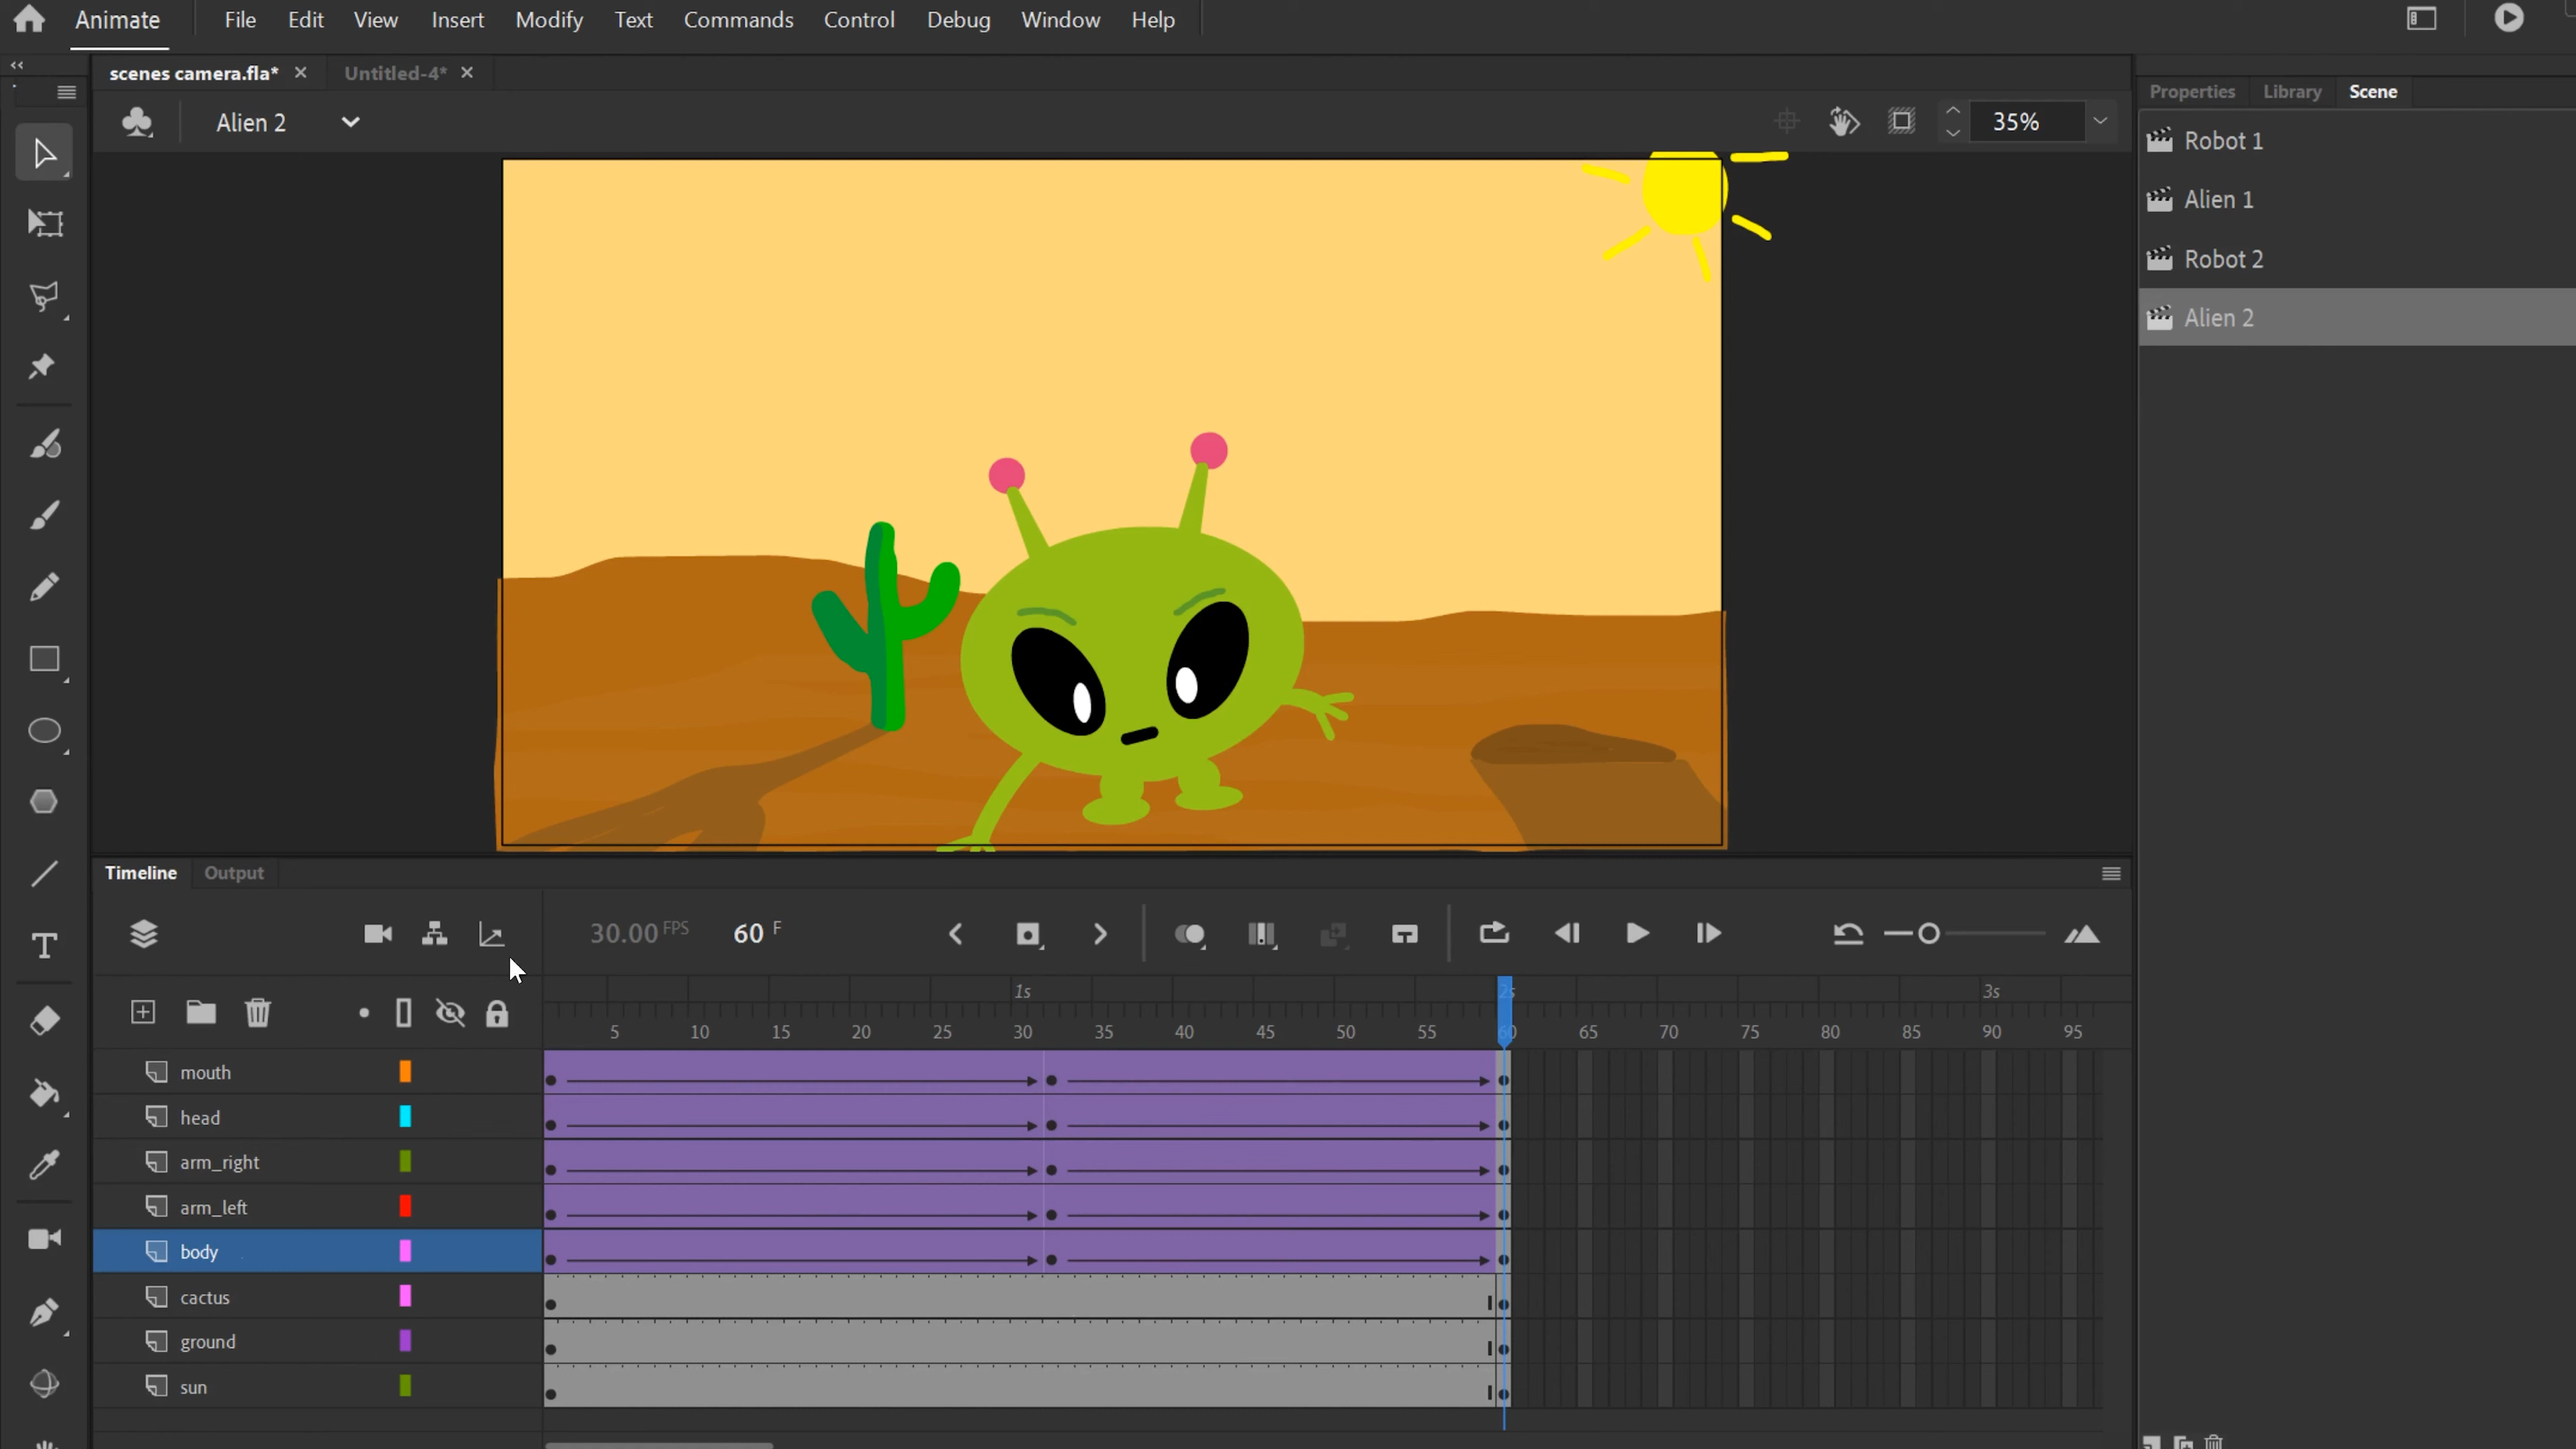 Animate File Edit View Insert Modify Text Commands Control Debug Window Help
scenes camera.fla* Untitled-4*
Properties Library Scene
Alien 2 35%
Robot 1
Alien 1
Robot 2
Alien 2
Timeline Output
30.00 FPS 60 F
1s 2s 3s
5 10 15 20 25 30 35 40 45 50 55 60 65 70 75 80 85 90 95
mouth
head
arm_right
arm_left
body
cactus
ground
sun